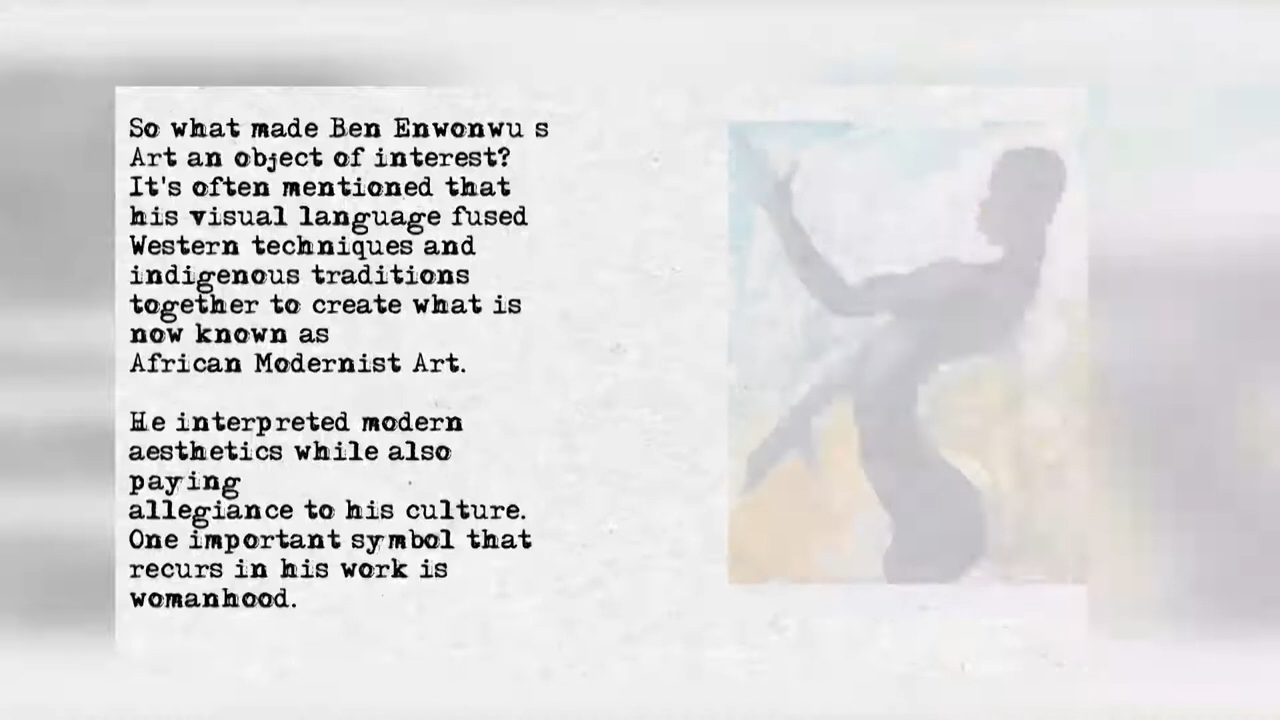 So what made Ben Enwonwu s
Art an object of interest?
It's often mentioned that
his visual language fused
Western techniques and
indigenous traditions
together to create what is
now known as
African Modernist Art.
He interpreted modern
aesthetics while also
paying
allegiance to his culture.
One important symbol that
recurs in his work is
womanhood.